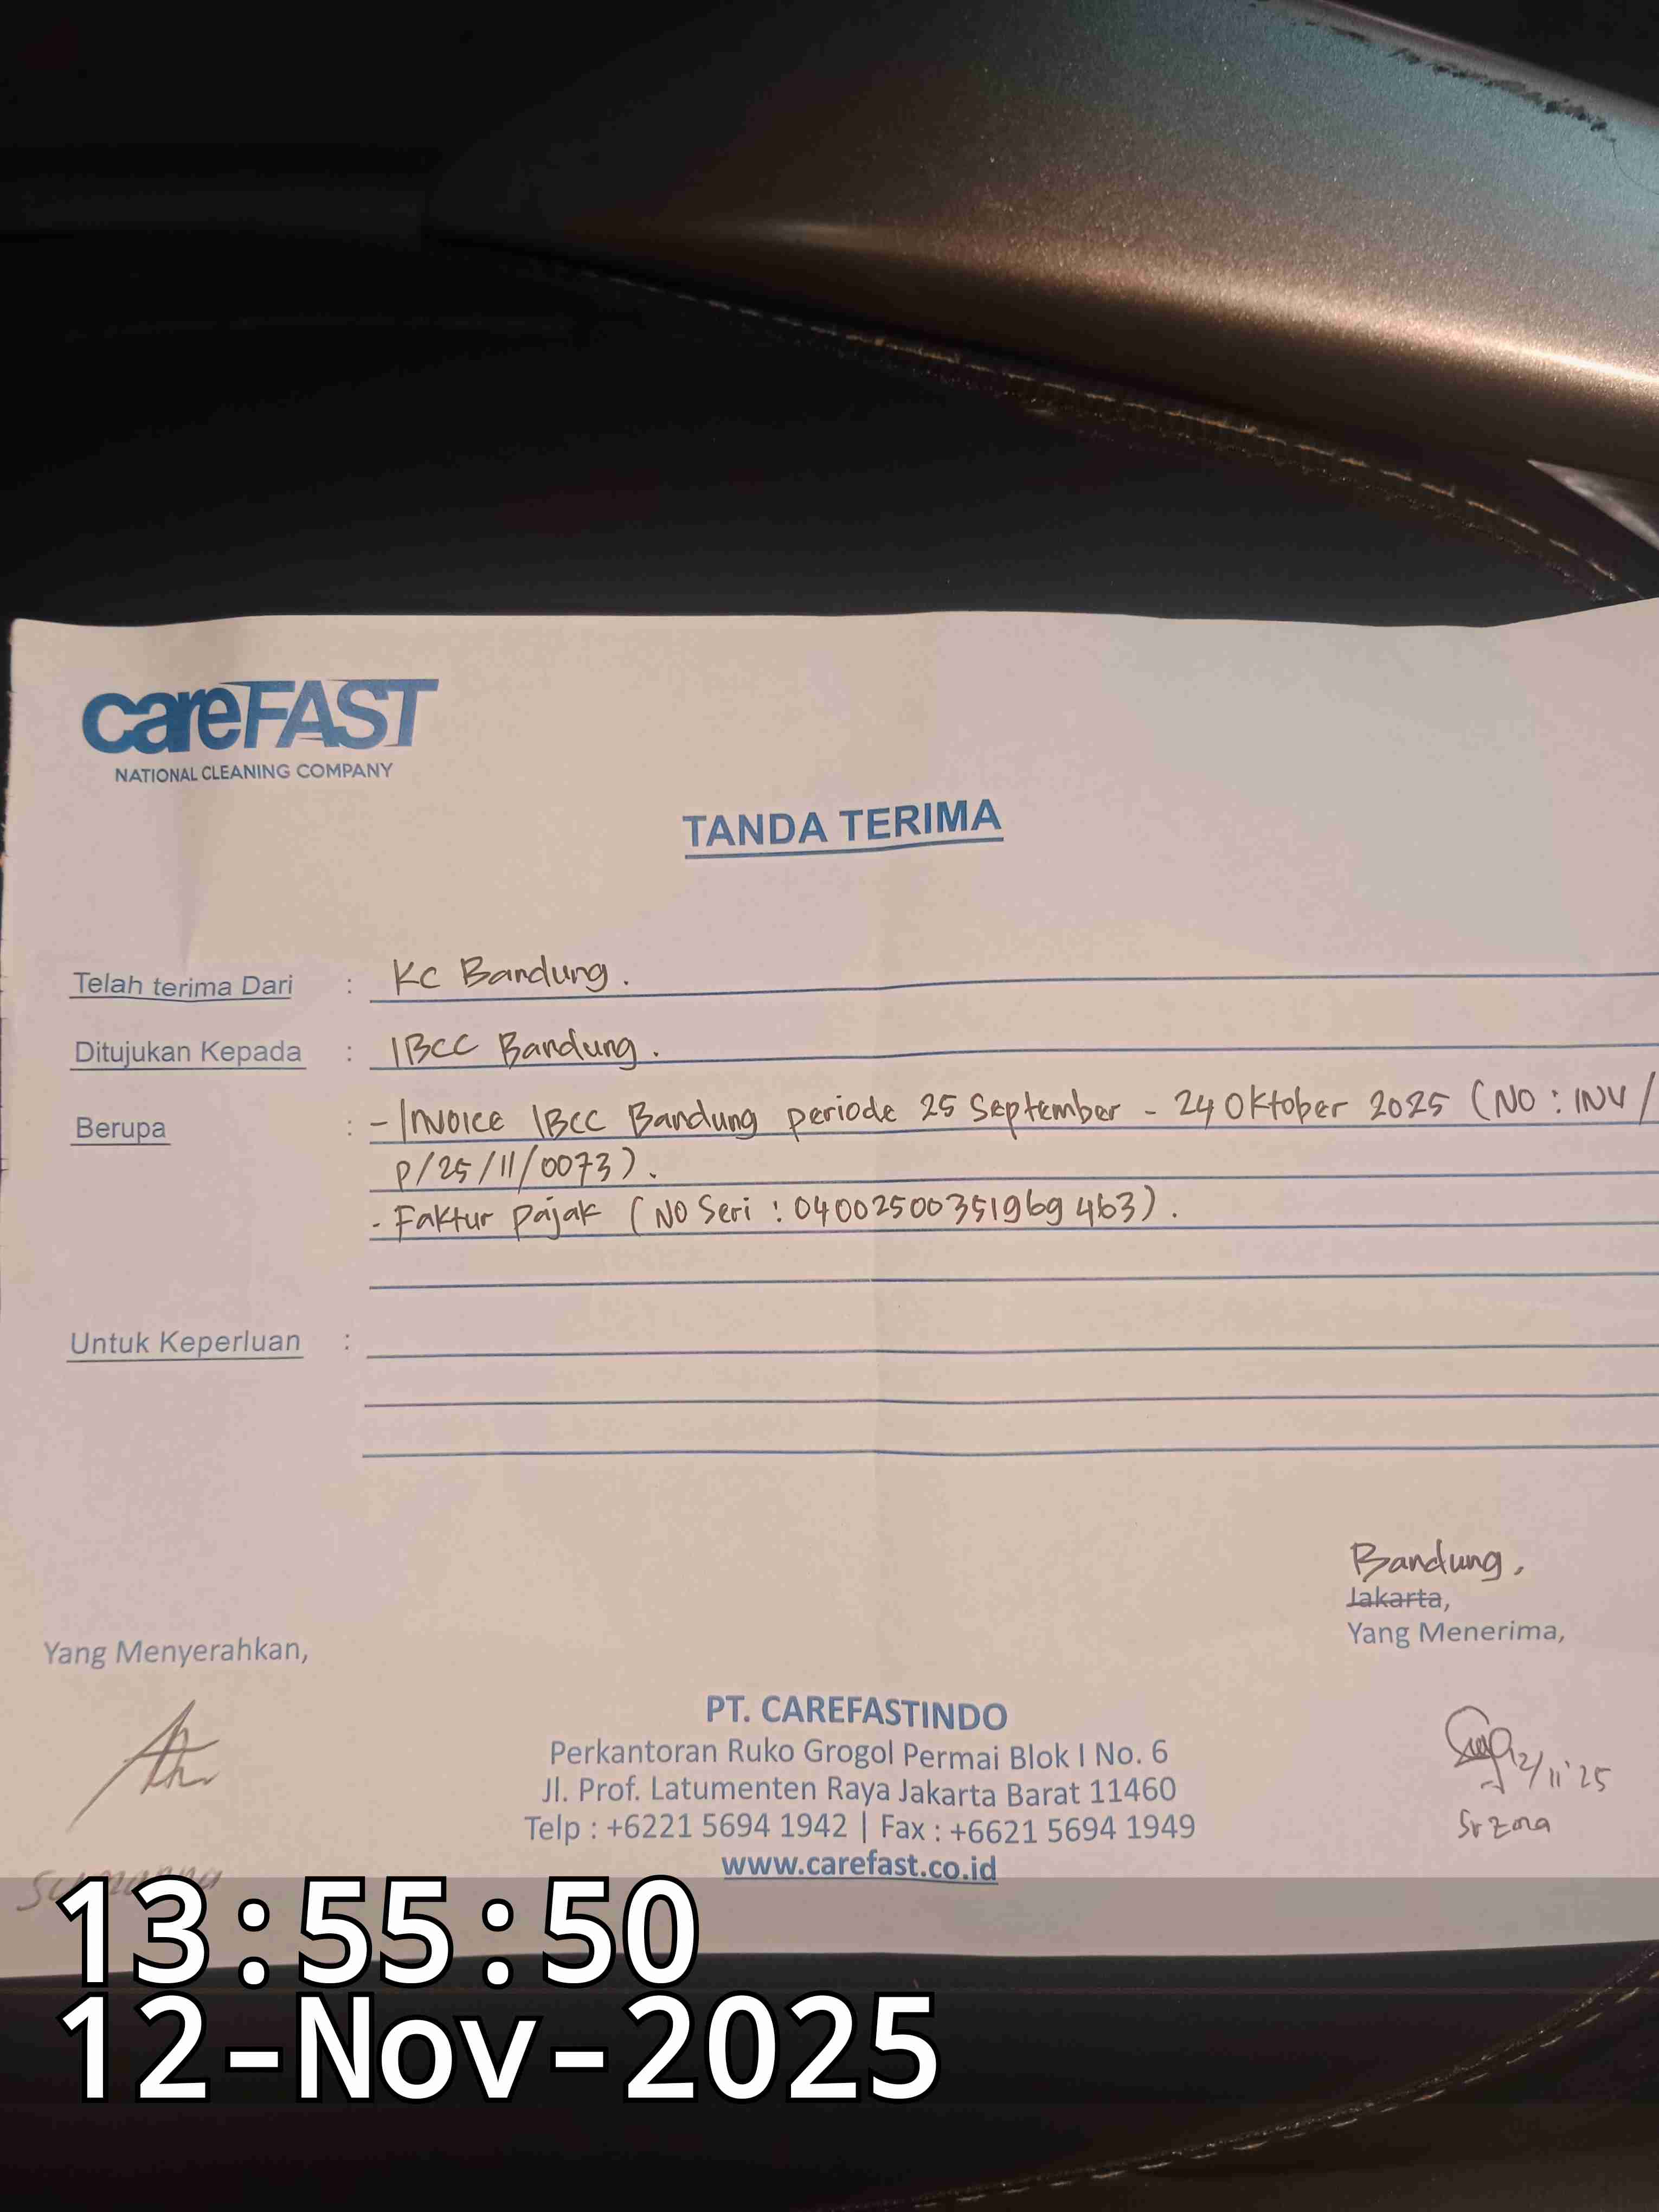 careFAST
NATIONAL CLEANING COMPANY
TANDA TERIMA
Telah terima Dari : KC Bandung.
Ditujukan Kepada : IBCC Bandung.
Berupa : - Invoice IBCC Bandung periode 25 September - 24 Oktober 2025 (NO : INV/
P/25/11/0073).
- Faktur Pajak (NO Seri : 04002500351969463).
Untuk Keperluan :
Bandung,
Jakarta,
Yang Menyerahkan,
Yang Menerima,
PT. CAREFASTINDO
Perkantoran Ruko Grogol Permai Blok I No. 6
Jl. Prof. Latumenten Raya Jakarta Barat 11460
Telp : +6221 5694 1942 | Fax : +6621 5694 1949
www.carefast.co.id
12/11'25
13:55:50
12-Nov-2025